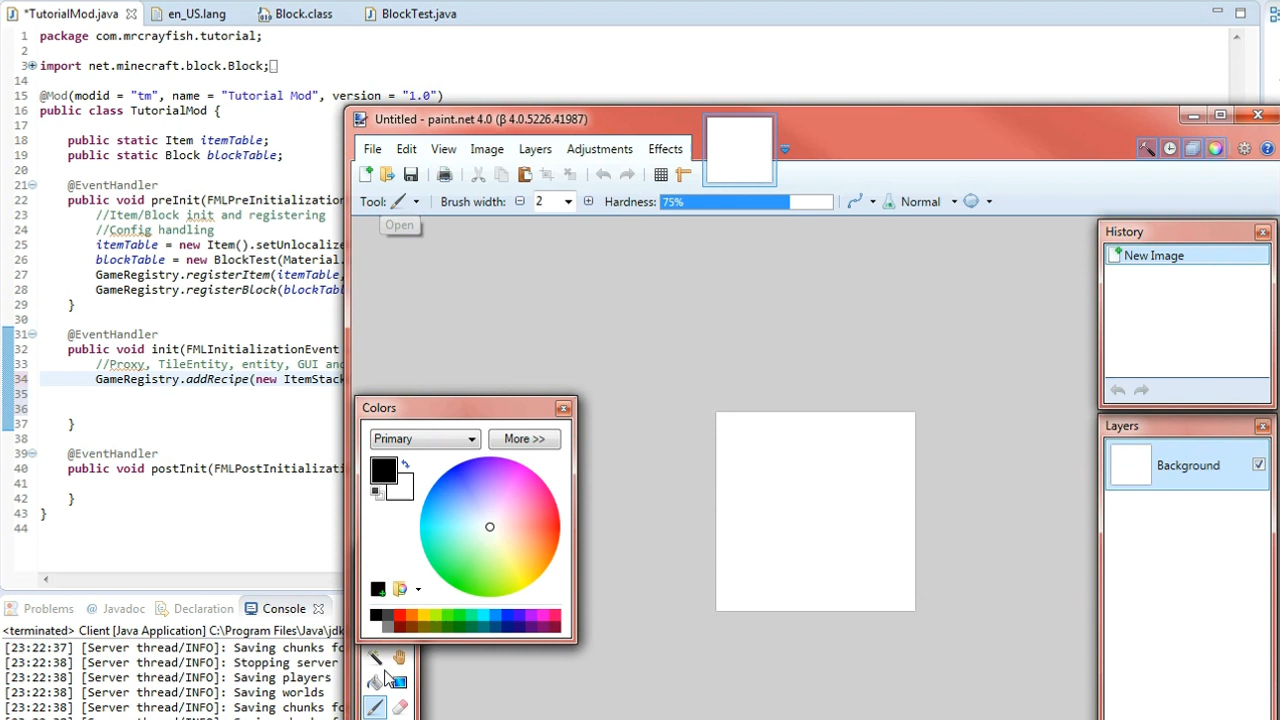 *TutorialMod.java
en_US.lang
Block.class
BlockTest.java
1 package com.mrcrayfish.tutorial;
2
3 import net.minecraft.block.Block;
14
15 @Mod(modid = "tm", name = "Tutorial Mod", version = "1.0")
16 public class TutorialMod {
17
18 public static Item itemTable;
19 public static Block blockTable;
20
21 @EventHandler
22 public void preInit(FMLPreInitialization
23 //Item/Block init and registering
24 //Config handling
25 itemTable = new Item().setUnlocalize
26 blockTable = new BlockTest(Material.
27 GameRegistry.registerItem(itemTable,
28 GameRegistry.registerBlock(blockTabl
29 }
30
31 @EventHandler
32 public void init(FMLInitializationEvent
33 //Proxy, TileEntity, entity, GUI and
34 GameRegistry.addRecipe(new ItemStack
35
36
37 }
38
39 @EventHandler
40 public void postInit(FMLPostInitializati
41
42 }
43 }
44
Problems
Javadoc
Declaration
Console
<terminated> Client [Java Application] C:\Program Files\Java\jdk
[23:22:37] [Server thread/INFO]: Saving chunks fo
[23:22:38] [Server thread/INFO]: Stopping server
[23:22:38] [Server thread/INFO]: Saving players
[23:22:38] [Server thread/INFO]: Saving worlds
[23:22:38] [Server thread/INFO]: Saving chunks fo
Untitled - paint.net 4.0 (β 4.0.5226.41987)
File Edit View Image Layers Adjustments Effects
Tool: Brush width: 2 Hardness: 75% Normal
Open
History
New Image
Colors
Primary
More >>
Layers
Background